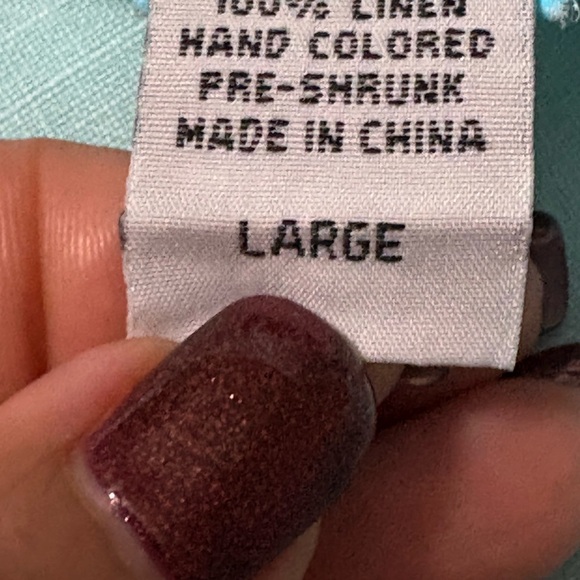 100% LINEN
HAND COLORED
PRE-SHRUNK
MADE IN CHINA
LARGE